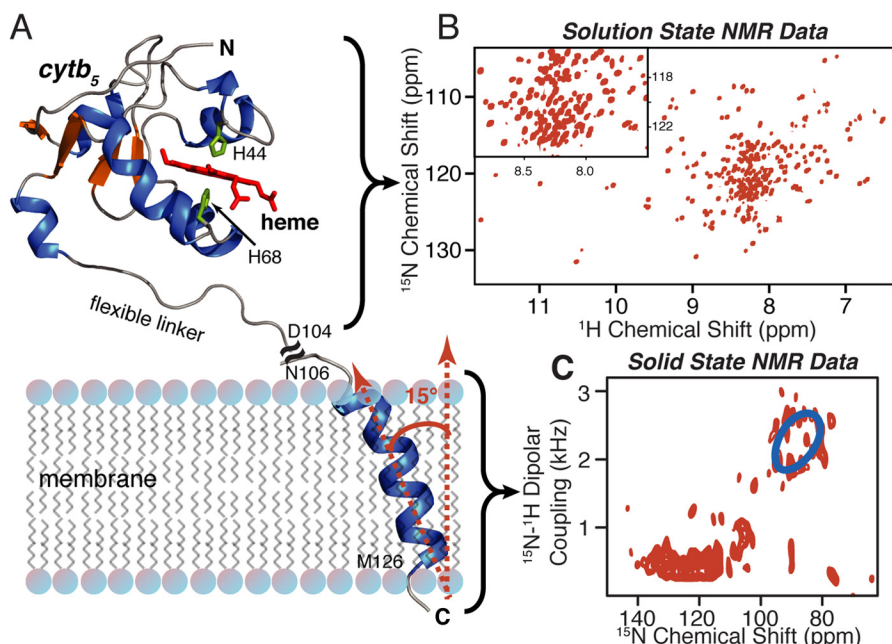 A
N
cytb5
H44
heme
H68
flexible linker
D104
N106
15°
membrane
M126
C
B
Solution State NMR Data
15N Chemical Shift (ppm)
110
120
130
118
122
8.5
8.0
11
10
9
8
7
1H Chemical Shift (ppm)
C
Solid State NMR Data
15N-1H Dipolar
Coupling (kHz)
3
2
1
140
120
100
80
15N Chemical Shift (ppm)